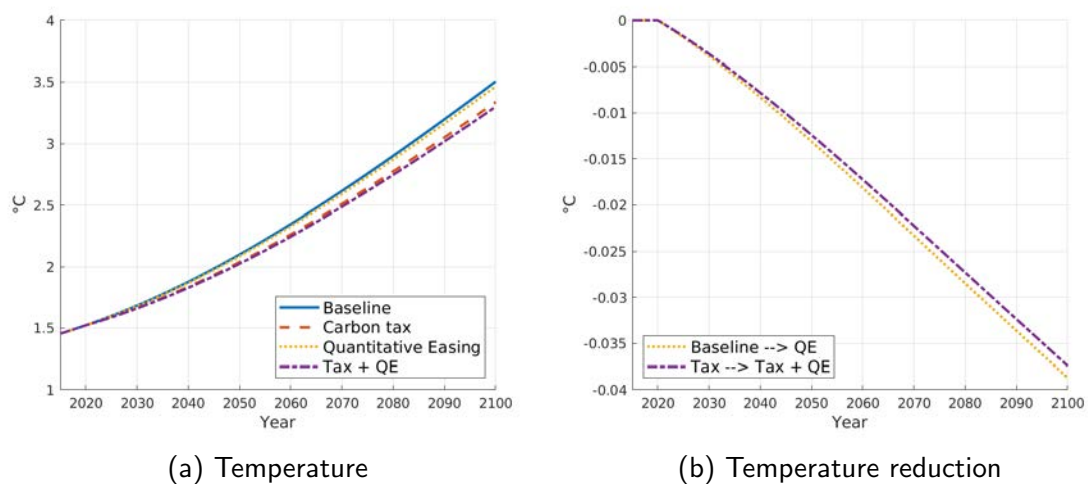 4
3.5
3
2.5
2
1.5
1
°C
2020 2030 2040 2050 2060 2070 2080 2090 2100
Year
Baseline
Carbon tax
Quantitative Easing
Tax + QE
(a) Temperature
0
-0.005
-0.01
-0.015
-0.02
-0.025
-0.03
-0.035
-0.04
°C
2020 2030 2040 2050 2060 2070 2080 2090 2100
Year
Baseline --> QE
Tax --> Tax + QE
(b) Temperature reduction